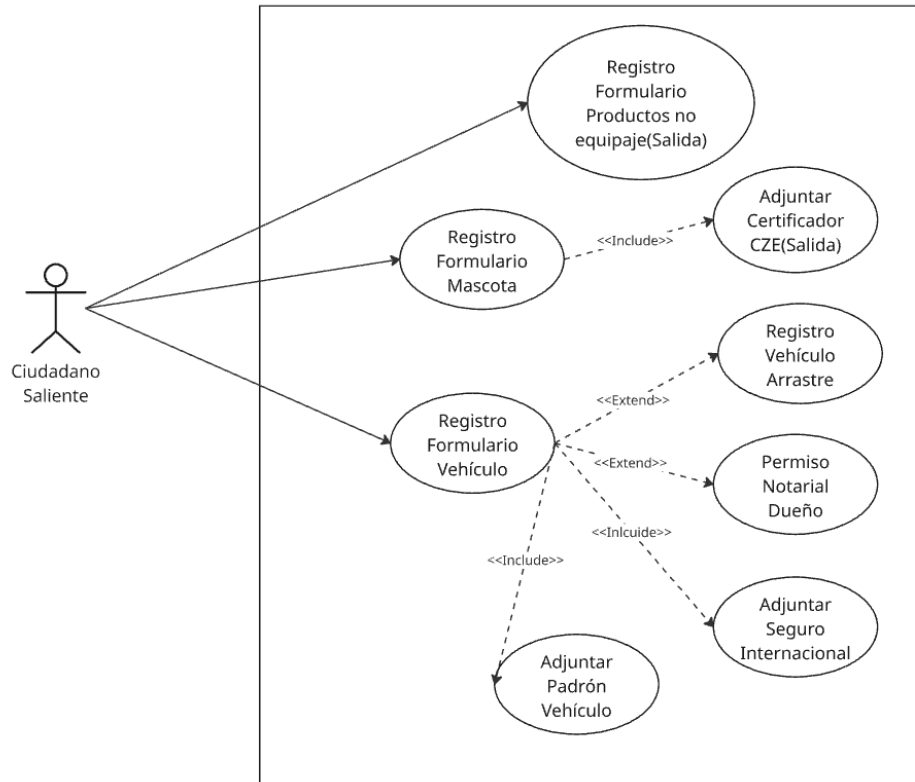 Registro
Formulario
Productos no
equipaje(Salida)
Adjuntar
Certificador
CZE(Salida)
<<Include>>
Registro
Formulario
Mascota
Ciudadano
Saliente
Registro
Vehículo
Arrastre
<<Extend>>
Registro
Formulario
Vehículo
<<Extend>>
Permiso
Notarial
Dueño
<<Inlcuide>>
<<Include>>
Adjuntar
Seguro
Internacional
Adjuntar
Padrón
Vehículo